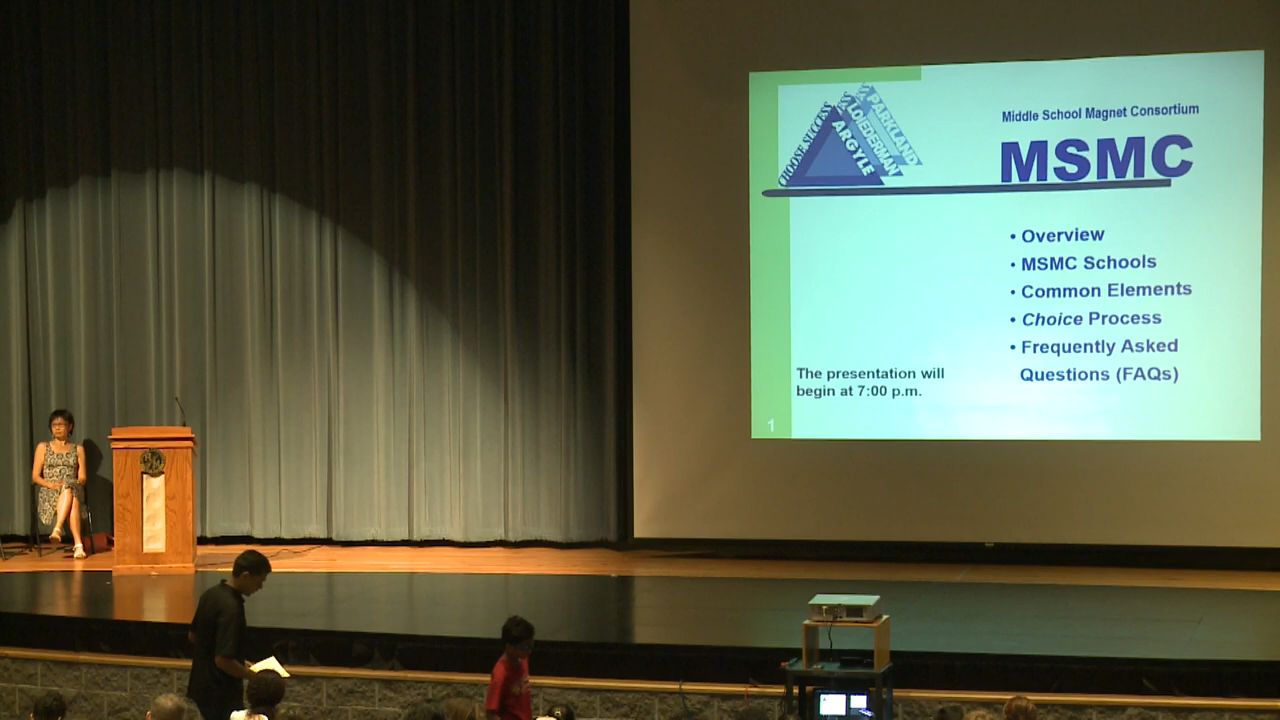 CHOOSE SUCCESS
PARKLAND
LOIEDERMAN
ARGYLE
Middle School Magnet Consortium
MSMC
• Overview
• MSMC Schools
• Common Elements
• Choice Process
• Frequently Asked
Questions (FAQs)
The presentation will
begin at 7:00 p.m.
1